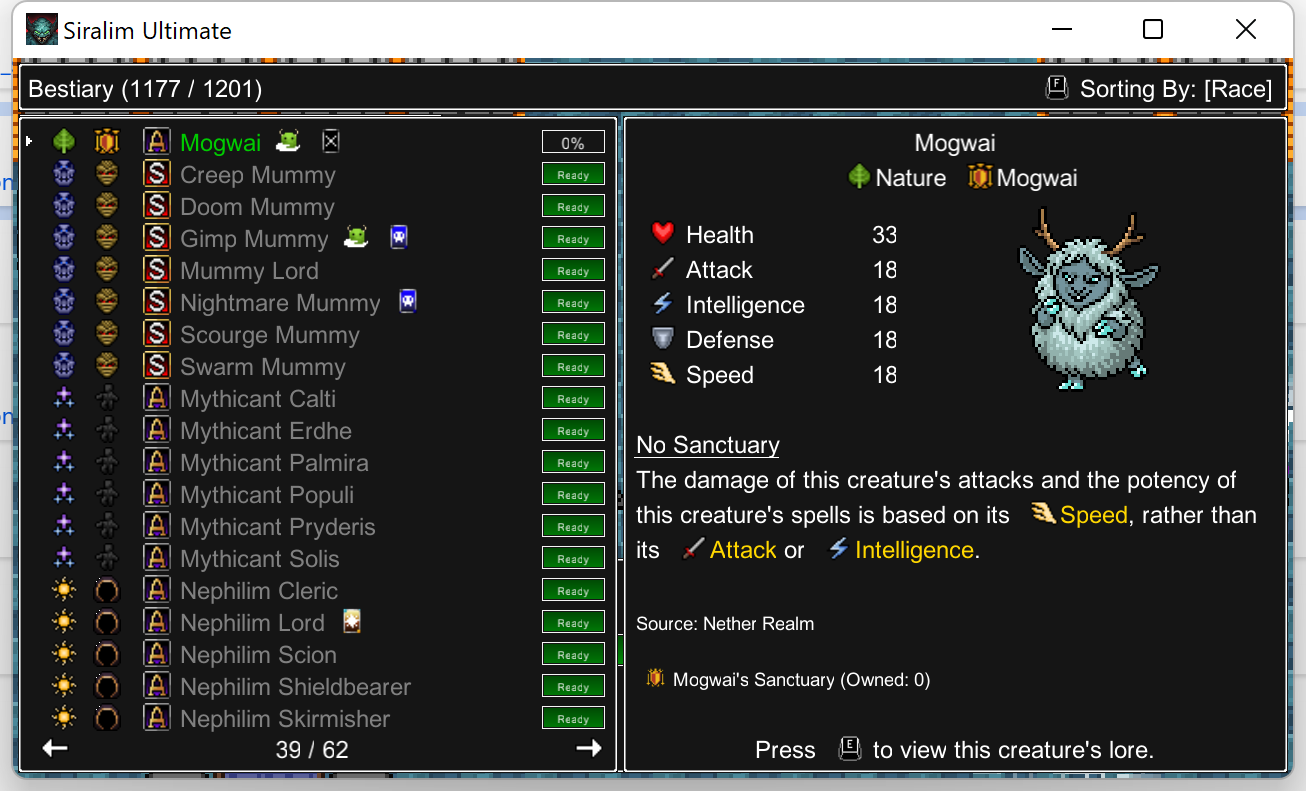 Siralim Ultimate
Bestiary (1177 / 1201)
F Sorting By: [Race]
A Mogwai 0%
S Creep Mummy Ready
S Doom Mummy Ready
S Gimp Mummy Ready
S Mummy Lord Ready
S Nightmare Mummy Ready
S Scourge Mummy Ready
S Swarm Mummy Ready
A Mythicant Calti Ready
A Mythicant Erdhe Ready
A Mythicant Palmira Ready
A Mythicant Populi Ready
A Mythicant Pryderis Ready
A Mythicant Solis Ready
A Nephilim Cleric Ready
A Nephilim Lord Ready
A Nephilim Scion Ready
A Nephilim Shieldbearer Ready
A Nephilim Skirmisher Ready
39 / 62
Mogwai
Nature Mogwai
Health 33
Attack 18
Intelligence 18
Defense 18
Speed 18
No Sanctuary
The damage of this creature's attacks and the potency of
this creature's spells is based on its Speed, rather than
its Attack or Intelligence.
Source: Nether Realm
Mogwai's Sanctuary (Owned: 0)
Press E to view this creature's lore.